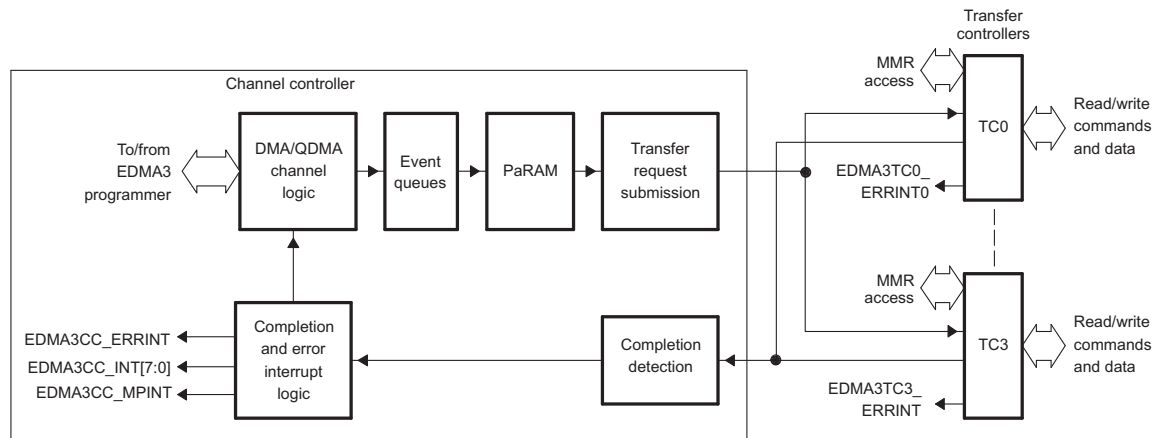 Transfer
controllers
MMR
access
TC0
Read/write
commands
and data
EDMA3TC0_
ERRINT0
Channel controller
To/from
EDMA3
programmer
DMA/QDMA
channel
logic
Event
queues
PaRAM
Transfer
request
submission
MMR
access
TC3
Read/write
commands
and data
EDMA3TC3_
ERRINT
Completion
detection
Completion
and error
interrupt
logic
EDMA3CC_ERRINT
EDMA3CC_INT[7:0]
EDMA3CC_MPINT